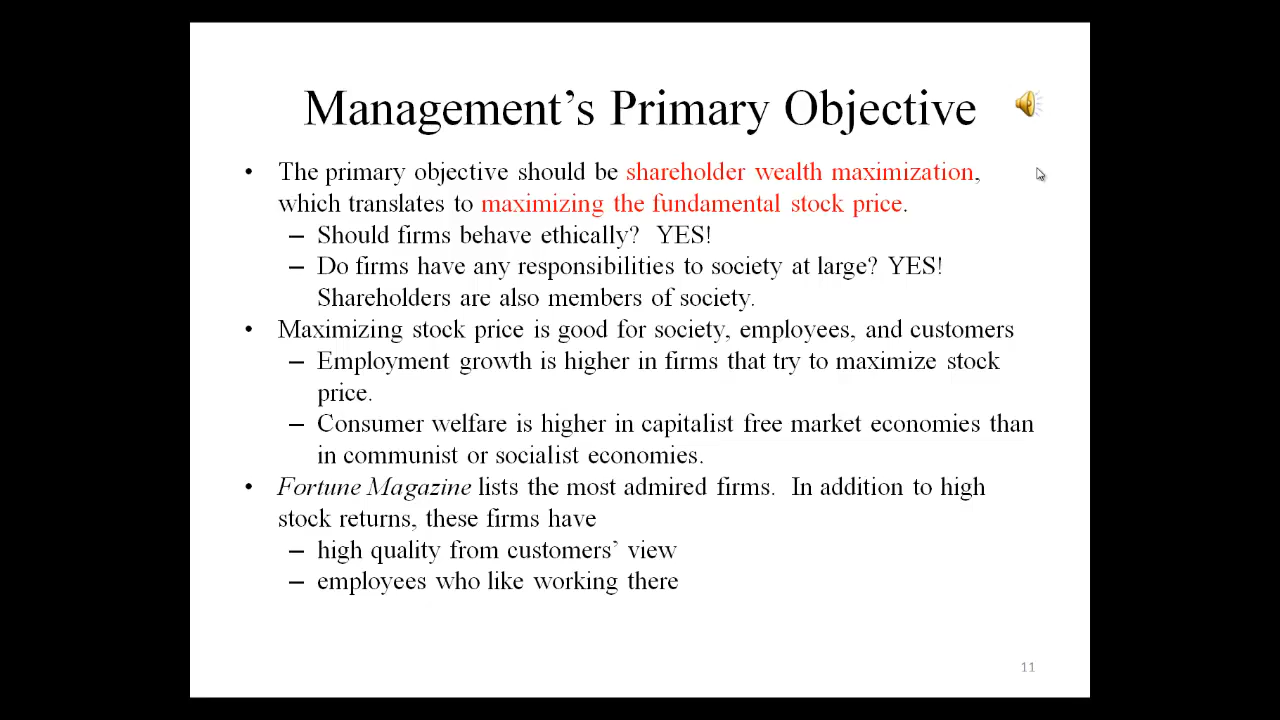 Management’s Primary Objective
• The primary objective should be shareholder wealth maximization,
which translates to maximizing the fundamental stock price.
– Should firms behave ethically? YES!
– Do firms have any responsibilities to society at large? YES!
Shareholders are also members of society.
• Maximizing stock price is good for society, employees, and customers
– Employment growth is higher in firms that try to maximize stock
price.
– Consumer welfare is higher in capitalist free market economies than
in communist or socialist economies.
• Fortune Magazine lists the most admired firms. In addition to high
stock returns, these firms have
– high quality from customers’ view
– employees who like working there
11